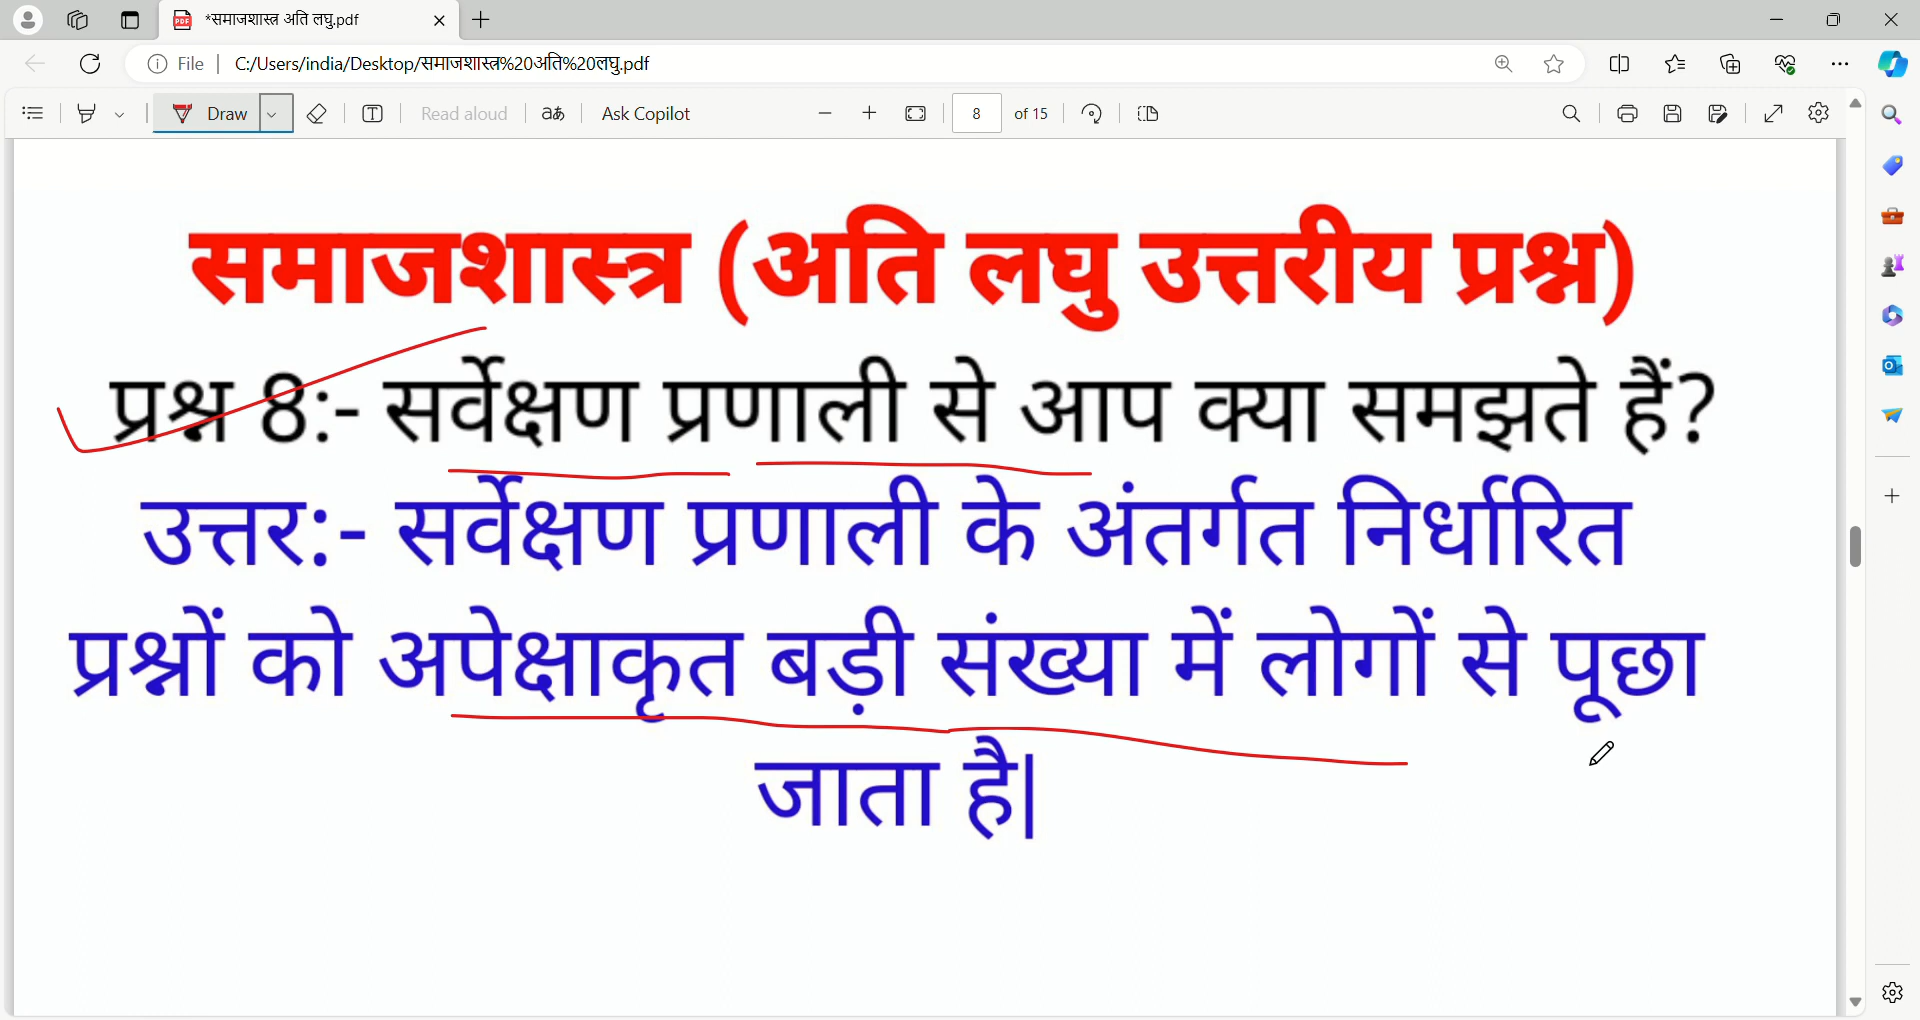 *समाजशास्त्र अति लघु.pdf
File C:/Users/india/Desktop/समाजशास्त्र%20अति%20लघु.pdf
Draw Read aloud aあ Ask Copilot 8 of 15
समाजशास्त्र (अति लघु उत्तरीय प्रश्न)
प्रश्न 8:- सर्वेक्षण प्रणाली से आप क्या समझते हैं?
उत्तर:- सर्वेक्षण प्रणाली के अंतर्गत निर्धारित
प्रश्नों को अपेक्षाकृत बड़ी संख्या में लोगों से पूछा
जाता है|